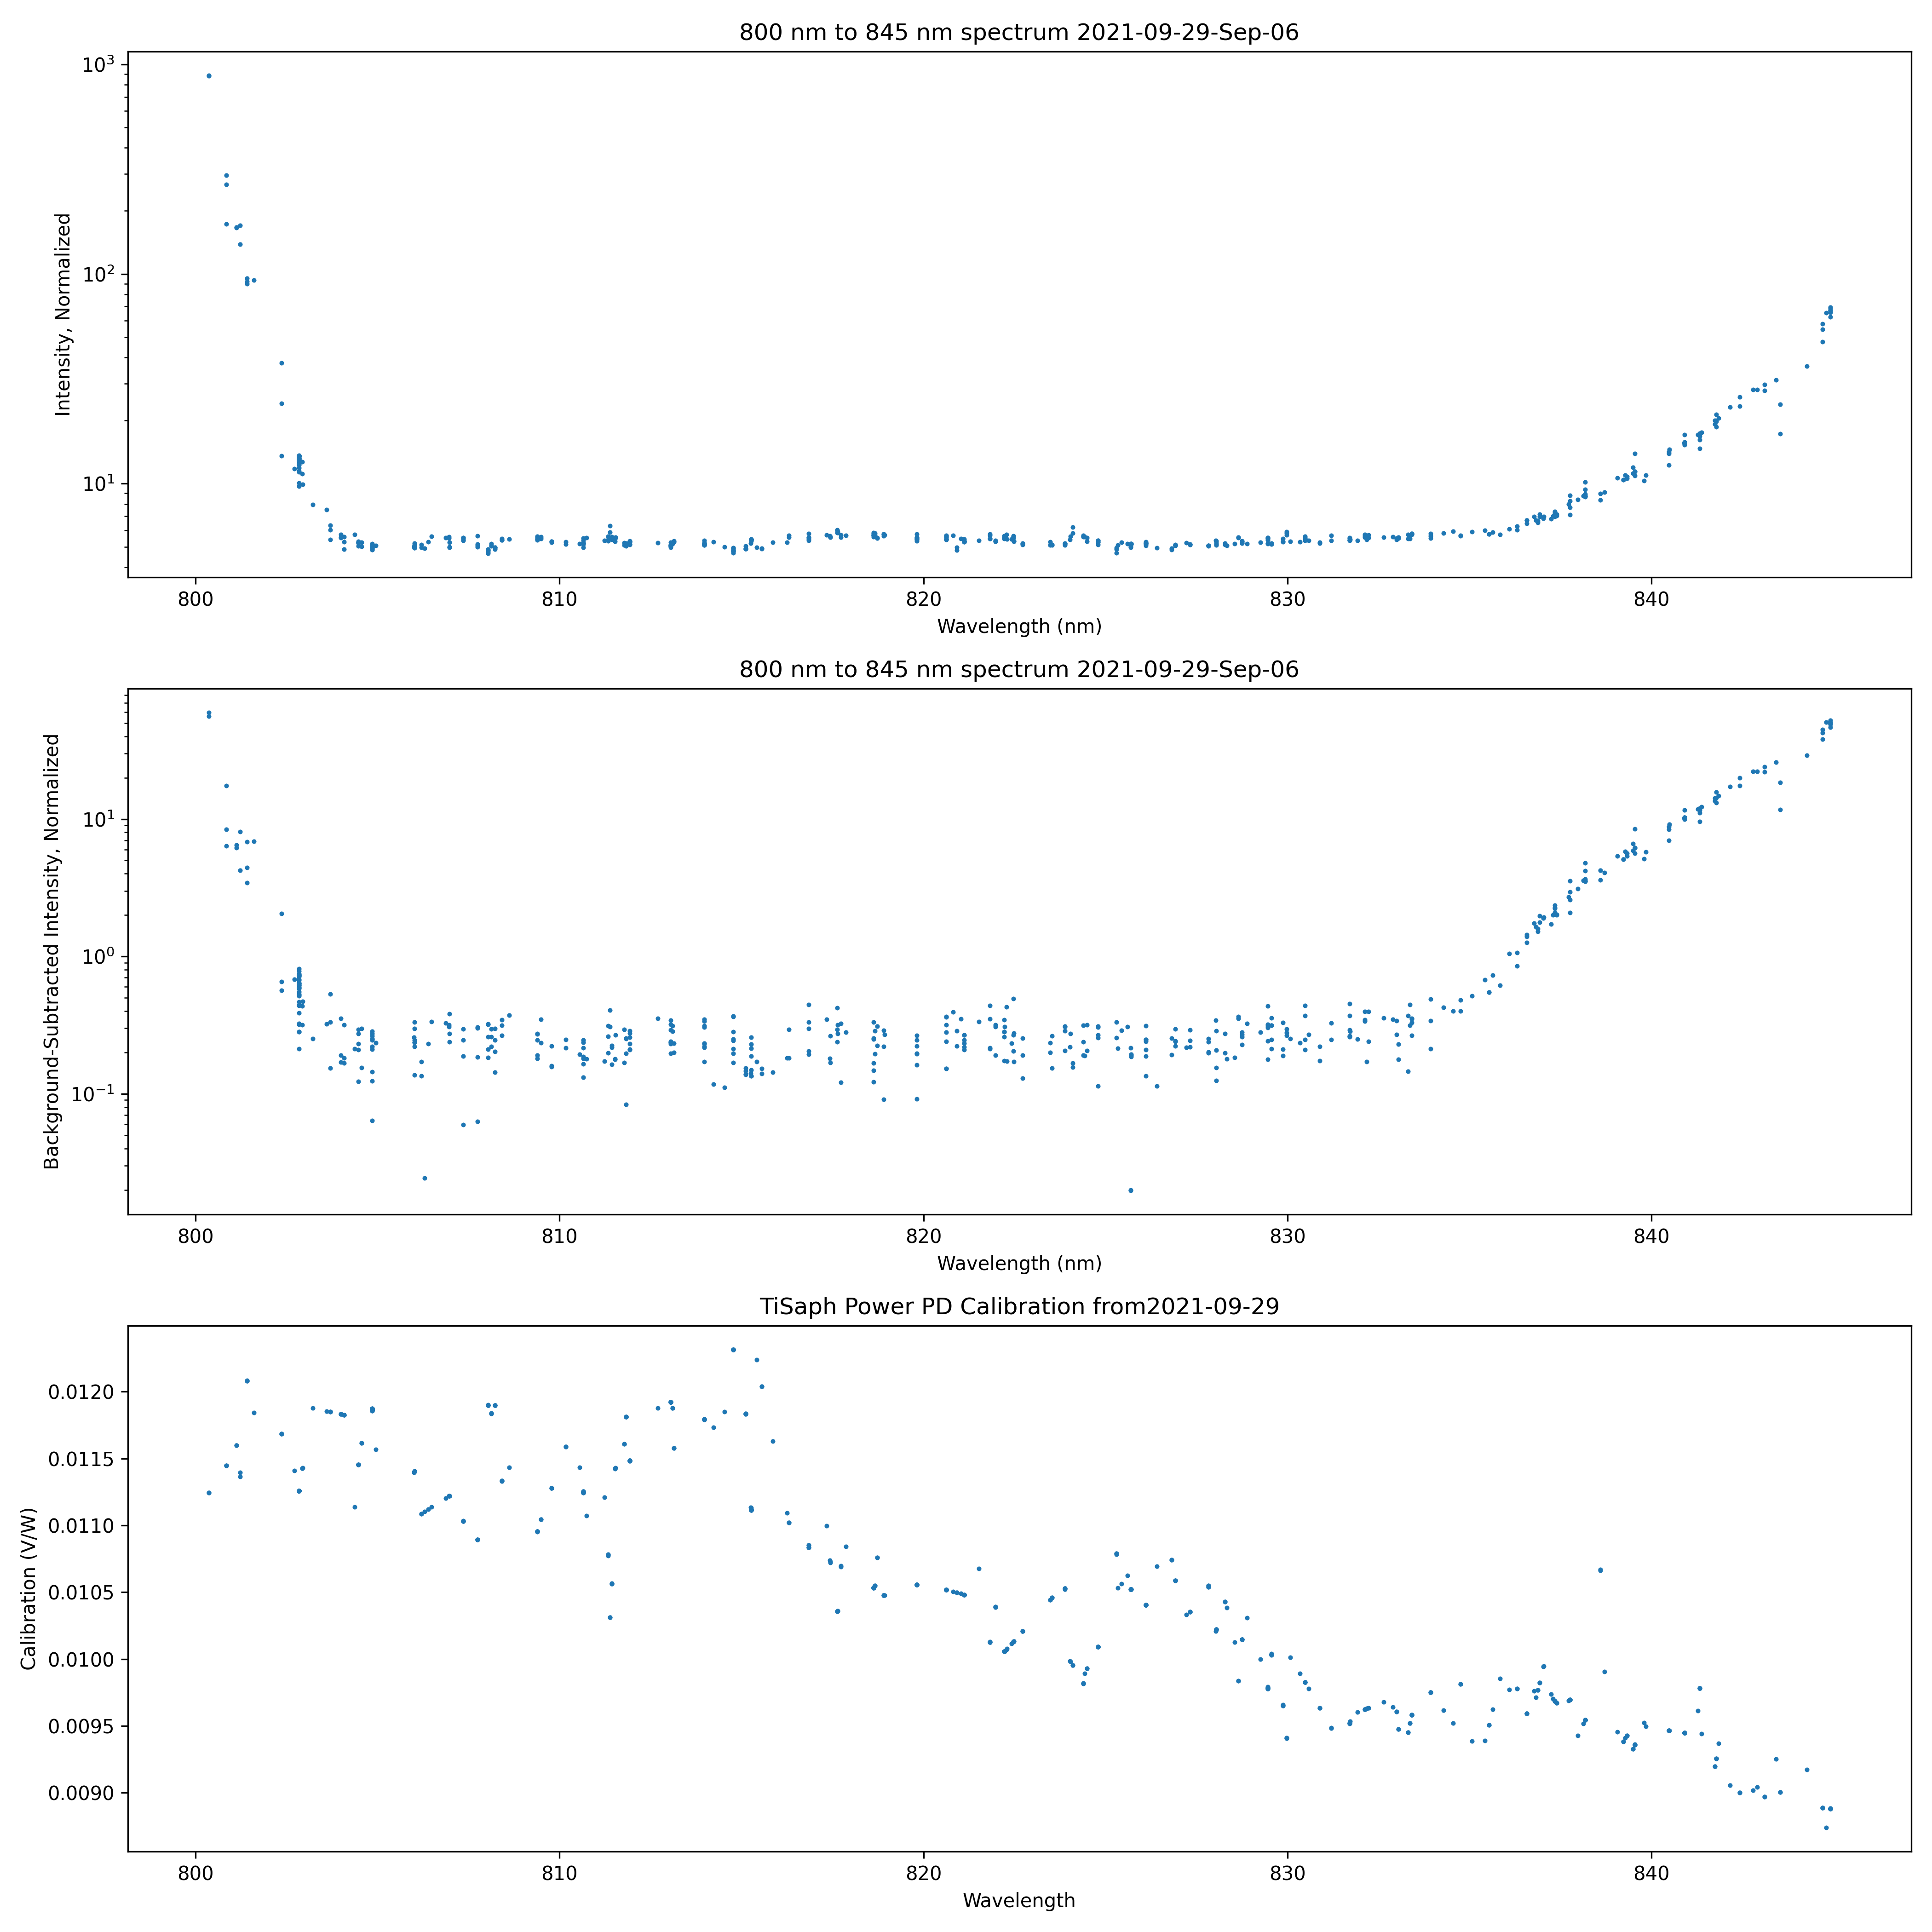 800 nm to 845 nm spectrum 2021-09-29-Sep-06
Intensity, Normalized
10³
10²
10¹
800 810 820 830 840
Wavelength (nm)
800 nm to 845 nm spectrum 2021-09-29-Sep-06
Background-Subtracted Intensity, Normalized
10¹
10⁰
10⁻¹
800 810 820 830 840
Wavelength (nm)
TiSaph Power PD Calibration from2021-09-29
Calibration (V/W)
0.0120
0.0115
0.0110
0.0105
0.0100
0.0095
0.0090
800 810 820 830 840
Wavelength